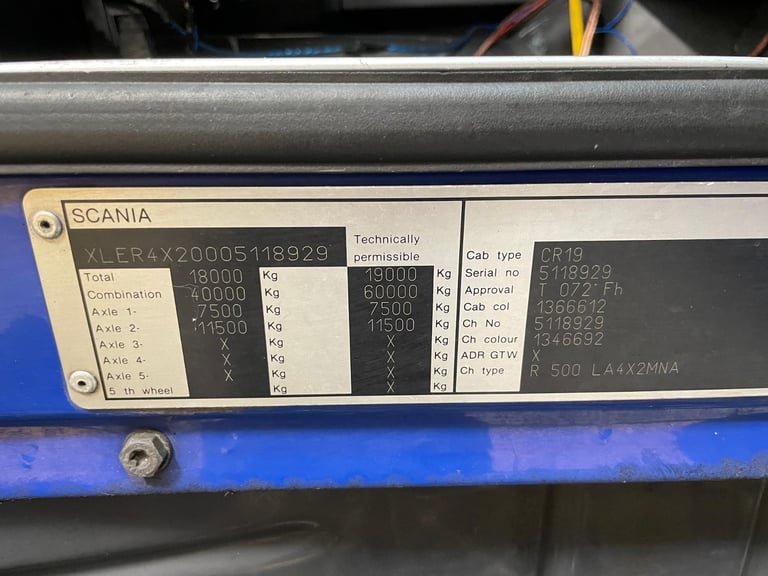 SCANIA
XLER4X20005118929 Technically permissible
Total 18000 Kg 19000 Kg
Combination 40000 Kg 60000 Kg
Axle 1- 7500 Kg 7500 Kg
Axle 2- 11500 Kg 11500 Kg
Axle 3- X Kg X Kg
Axle 4- X Kg X Kg
Axle 5- X Kg X Kg
5 th wheel Kg X Kg
Cab type CR19
Serial no 5118929
Approval T 072 Fh
Cab col 1366612
Ch No 5118929
Ch colour 1346692
ADR GTW X
Ch type R 500 LA4X2MNA